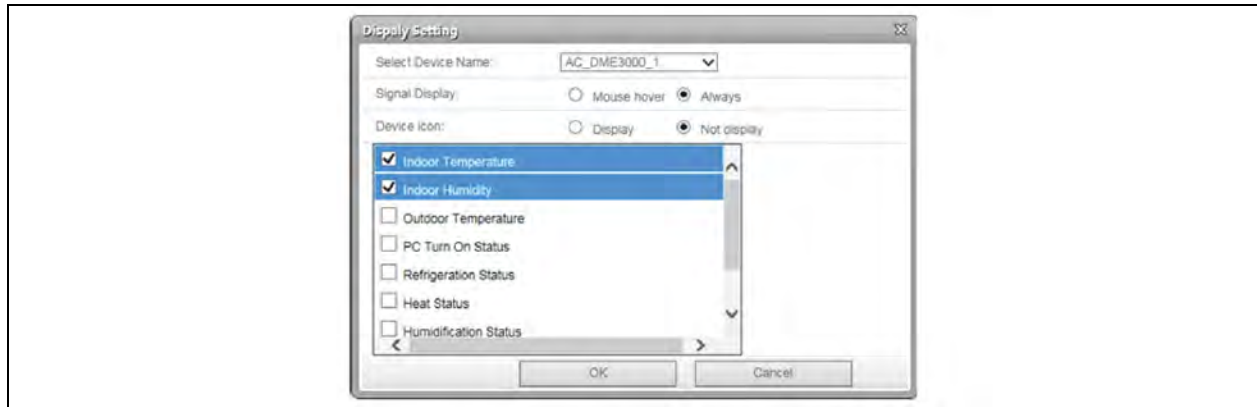 Dispaly Setting
Select Device Name: AC_DME3000_1
Signal Display: Mouse hover Always
Device icon: Display Not display
Indoor Temperature
Indoor Humidity
Outdoor Temperature
PC Turn On Status
Refrigeration Status
Heat Status
Humidification Status
OK Cancel